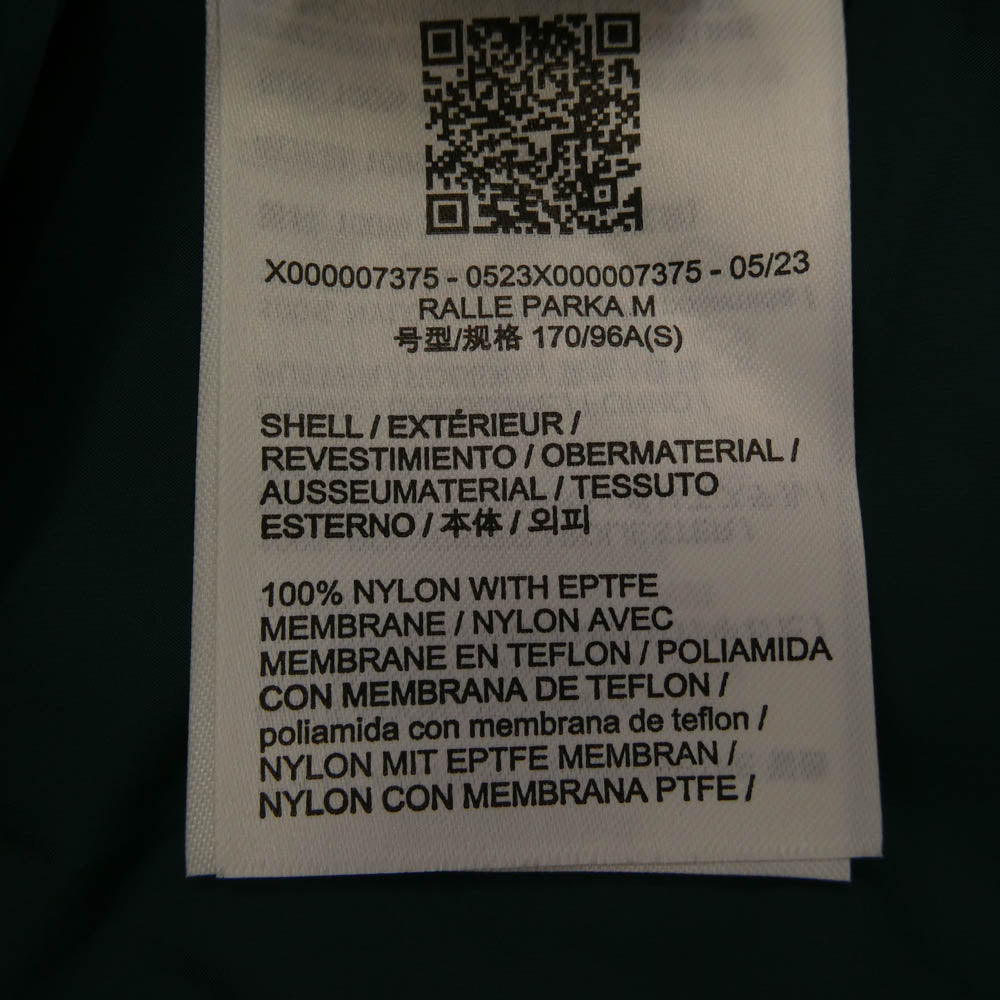 X000007375 - 0523X000007375 - 05/23
RALLE PARKA M
号型/规格 170/96A(S)
SHELL / EXTÉRIEUR /
REVESTIMIENTO / OBERMATERIAL /
AUSSEUMATERIAL / TESSUTO
ESTERNO / 本体 / 외피
100% NYLON WITH EPTFE
MEMBRANE / NYLON AVEC
MEMBRANE EN TEFLON / POLIAMIDA
CON MEMBRANA DE TEFLON /
poliamida con membrana de teflon /
NYLON MIT EPTFE MEMBRAN /
NYLON CON MEMBRANA PTFE /